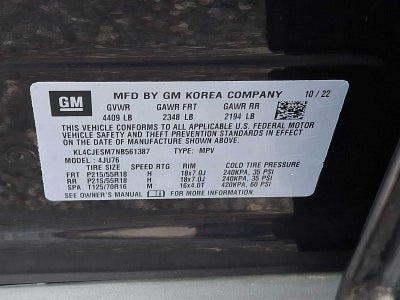 GM
MFD BY GM KOREA COMPANY 10/22
GVWR GAWR FRT GAWR RR
4409 LB 2348 LB 2194 LB
THIS VEHICLE CONFORMS TO ALL APPLICABLE U.S. FEDERAL MOTOR
VEHICLE SAFETY AND THEFT PREVENTION STANDARDS IN EFFECT
ON THE DATE OF MANUFACTURE SHOWN ABOVE.
KL4CJESM7NB561387 TYPE: MPV
MODEL: 4JU76
TIRE SIZE SPEED RTG RIM COLD TIRE PRESSURE
FRT P215/55R18 H 18x7.0J 240KPA, 35 PSI
RR P215/55R18 H 18x7.0J 240KPA, 35 PSI
SPA T125/70R16 M 16x4.0T 420KPA, 60 PSI
SEE OWNER'S MANUAL FOR MORE INFORMATION.